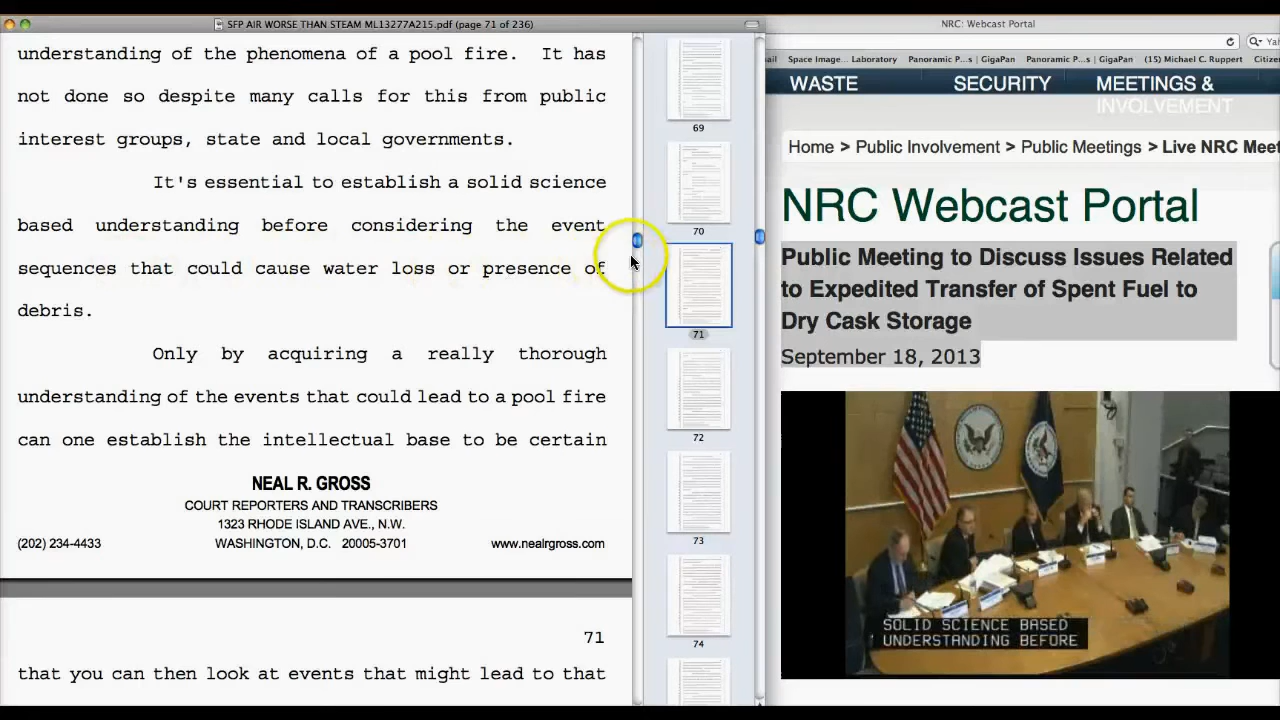 SFP AIR WORSE THAN STEAM ML13277A215.pdf (page 71 of 236)
understanding of the phenomena of a pool fire. It has
not done so despite many calls for this from public
interest groups, state and local governments.
It's essential to establish a solid science
based understanding before considering the event
sequences that could cause water loss or presence of
debris.
Only by acquiring a really thorough
understanding of the events that could lead to a pool fire
can one establish the intellectual base to be certain
NEAL R. GROSS
COURT REPORTERS AND TRANSCRIBERS
1323 RHODE ISLAND AVE., N.W.
(202) 234-4433 WASHINGTON, D.C. 20005-3701 www.nealrgross.com
71
that you can then look at events that might lead to that
69
70
71
72
73
74
NRC: Webcast Portal
Space Image... Laboratory Panoramic P...s | GigaPan Panoramic P...s | GigaPan Michael C. Ruppert Citizen
WASTE SECURITY MEETINGS &
INVOLVEMENT
Home > Public Involvement > Public Meetings > Live NRC Meet
NRC Webcast Portal
Public Meeting to Discuss Issues Related
to Expedited Transfer of Spent Fuel to
Dry Cask Storage
September 18, 2013
SOLID SCIENCE BASED
UNDERSTANDING BEFORE